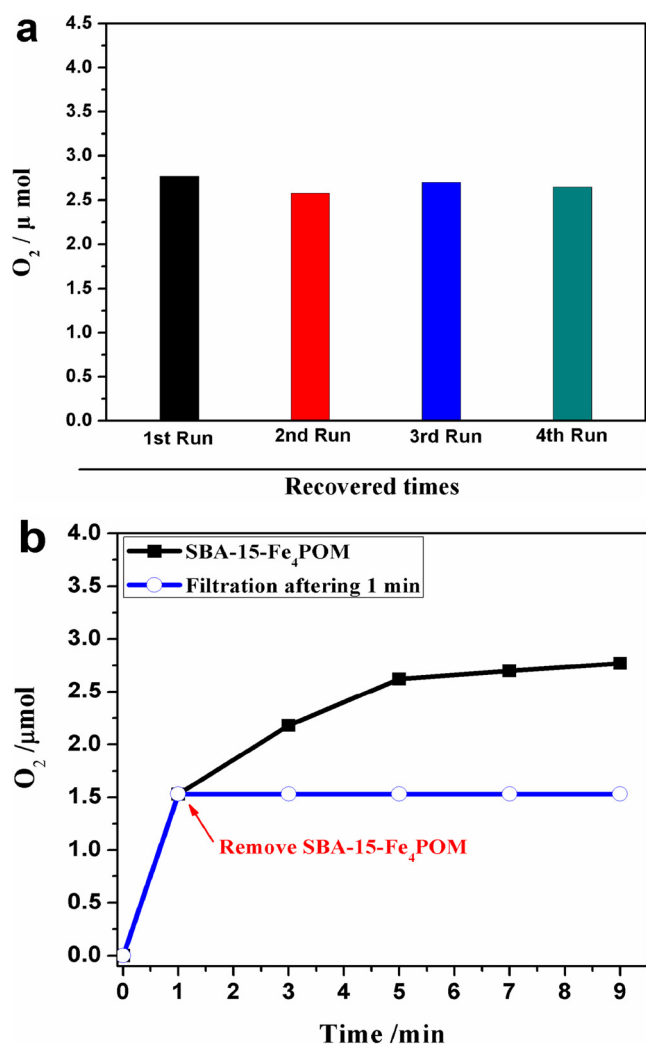 a
4.5
4.0
3.5
3.0
2.5
2.0
1.5
1.0
0.5
0.0
O2 / μ mol
1st Run 2nd Run 3rd Run 4th Run
Recovered times
b
4.0
3.5
3.0
2.5
2.0
1.5
1.0
0.5
0.0
O2 /μmol
SBA-15-Fe4POM
Filtration aftering 1 min
Remove SBA-15-Fe4POM
0 1 2 3 4 5 6 7 8 9
Time /min